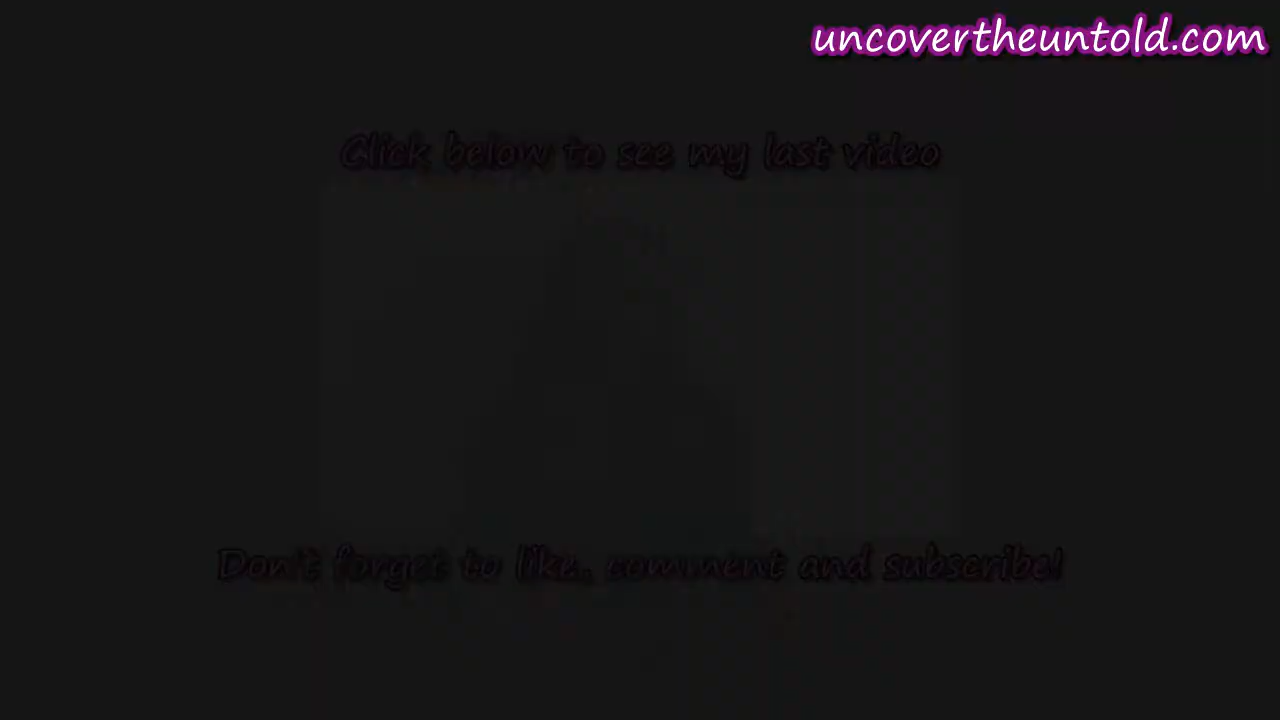 uncovertheuntold.com
Click below to see my last video
Don't forget to like, comment and subscribe!